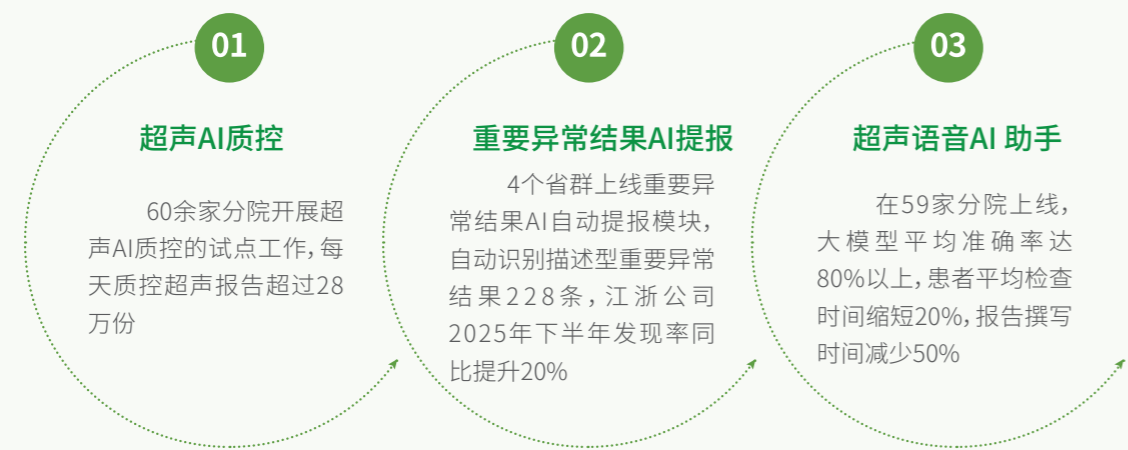 01
超声AI质控
60余家分院开展超
声AI质控的试点工作，每
天质控超声报告超过28
万份
02
重要异常结果AI提报
4个省群上线重要异
常结果AI自动提报模块，
自动识别描述型重要异常
结果228条，江浙公司
2025年下半年发现率同
比提升20%
03
超声语音AI 助手
在59家分院上线，
大模型平均准确率达
80%以上，患者平均检查
时间缩短20%，报告撰写
时间减少50%